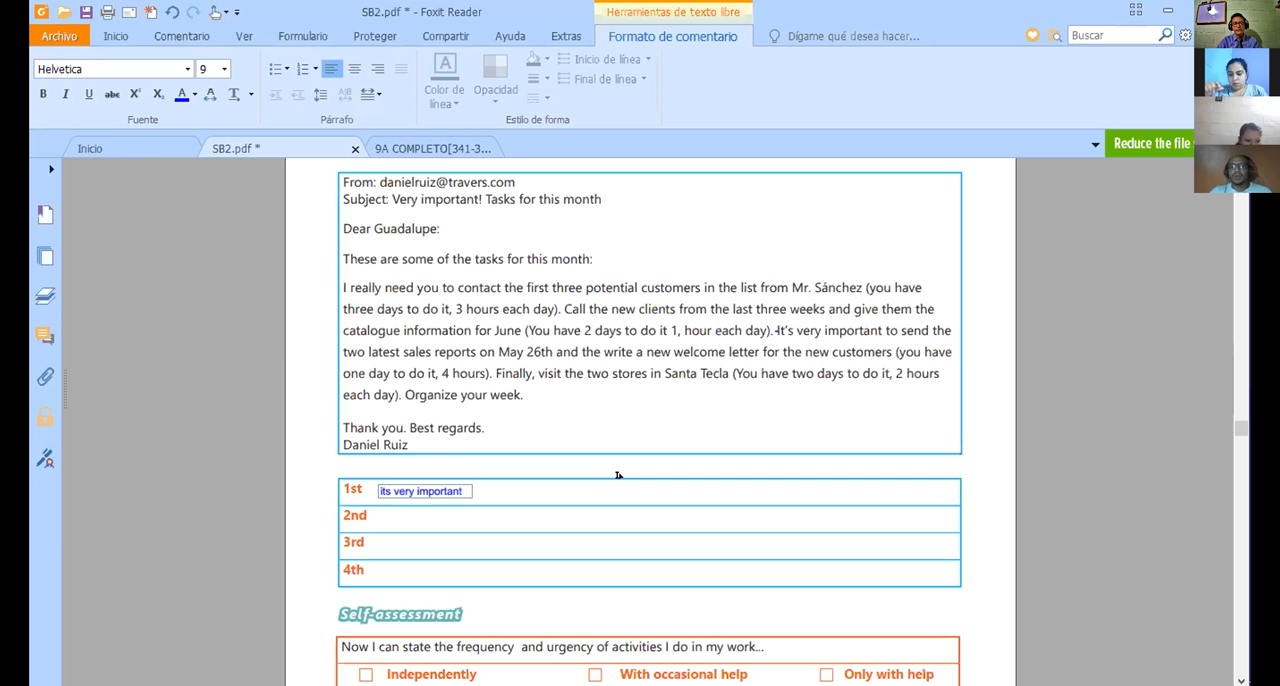 SB2.pdf * - Foxit Reader
Herramientas de texto libre
Archivo Inicio Comentario Ver Formulario Proteger Compartir Ayuda Extras Formato de comentario Dígame qué desea hacer... Buscar
Helvetica 9 Inicio de línea
Color de línea Opacidad Final de línea
Fuente Párrafo Estilo de forma
Inicio SB2.pdf * 9A COMPLETO[341-3... Reduce the file
From: danielruiz@travers.com
Subject: Very important! Tasks for this month
Dear Guadalupe:
These are some of the tasks for this month:
I really need you to contact the first three potential customers in the list from Mr. Sánchez (you have
three days to do it, 3 hours each day). Call the new clients from the last three weeks and give them the
catalogue information for June (You have 2 days to do it 1, hour each day). It's very important to send the
two latest sales reports on May 26th and the write a new welcome letter for the new customers (you have
one day to do it, 4 hours). Finally, visit the two stores in Santa Tecla (You have two days to do it, 2 hours
each day). Organize your week.
Thank you. Best regards.
Daniel Ruiz
1st its very important
2nd
3rd
4th
Self-assessment
Now I can state the frequency and urgency of activities I do in my work...
Independently With occasional help Only with help